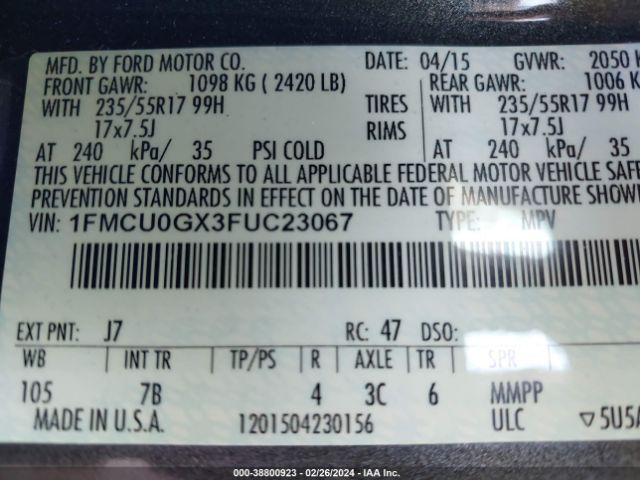 MFD. BY FORD MOTOR CO. DATE: 04/15 GVWR: 2050 K
FRONT GAWR: 1098 KG ( 2420 LB) REAR GAWR: 1006 K
WITH 235/55R17 99H TIRES WITH 235/55R17 99H
17x7.5J RIMS 17x7.5J
AT 240 kPa/ 35 PSI COLD AT 240 kPa/ 35
THIS VEHICLE CONFORMS TO ALL APPLICABLE FEDERAL MOTOR VEHICLE SAFE
PREVENTION STANDARDS IN EFFECT ON THE DATE OF MANUFACTURE SHOW
VIN: 1FMCU0GX3FUC23067 TYPE: MPV
EXT PNT: J7 RC: 47 DSO:
WB INT TR TP/PS R AXLE TR SPR
105 7B 4 3C 6 MMPP
MADE IN U.S.A. 1201504230156 ULC ▽5U5A
000-38800923 - 02/26/2024 - IAA Inc.